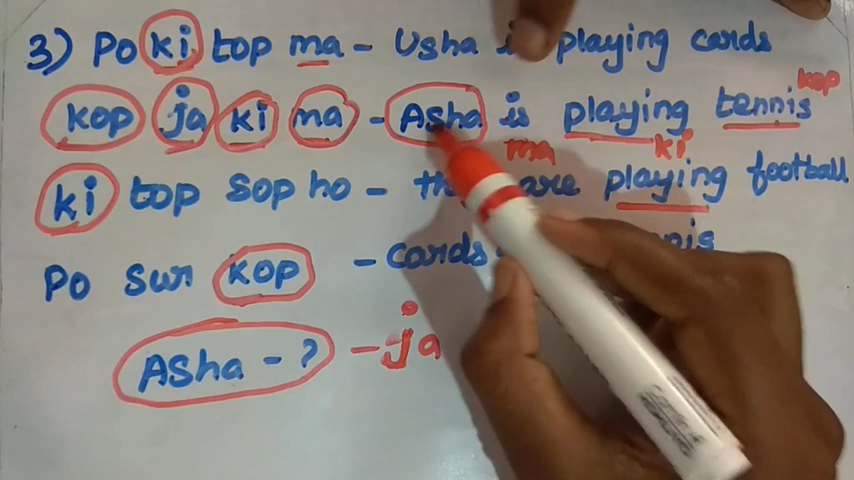 3) Po ki top ma - Usha is playing cards
kop ja ki ma - Asha is playing tennis kop
ma ki
ki top sop ho - are playing football
Po sur kop - cards
Asha - ? - ja